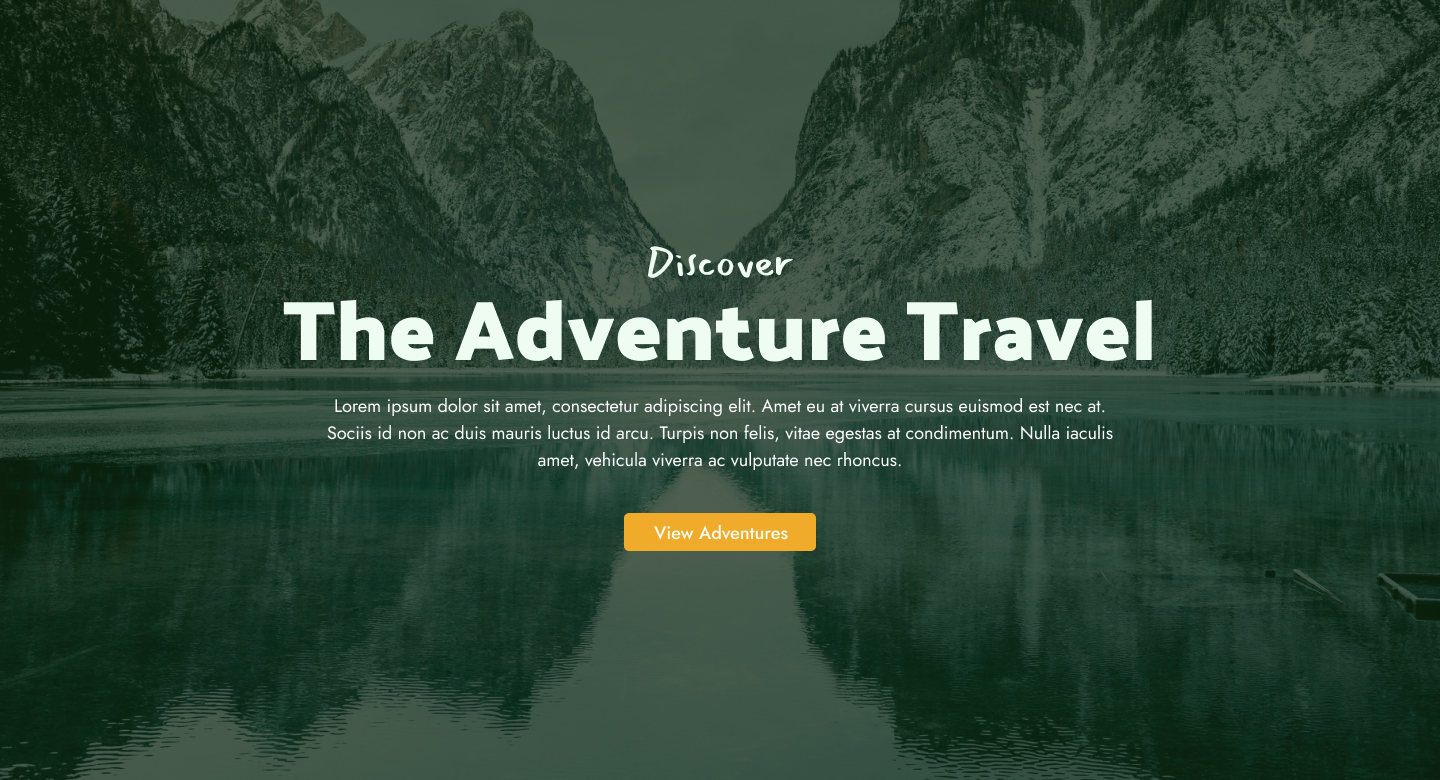 Discover
The Adventure Travel
Lorem ipsum dolor sit amet, consectetur adipiscing elit. Amet eu at viverra cursus euismod est nec at.
Sociis id non ac duis mauris luctus id arcu. Turpis non felis, vitae egestas at condimentum. Nulla iaculis
amet, vehicula viverra ac vulputate nec rhoncus.
View Adventures